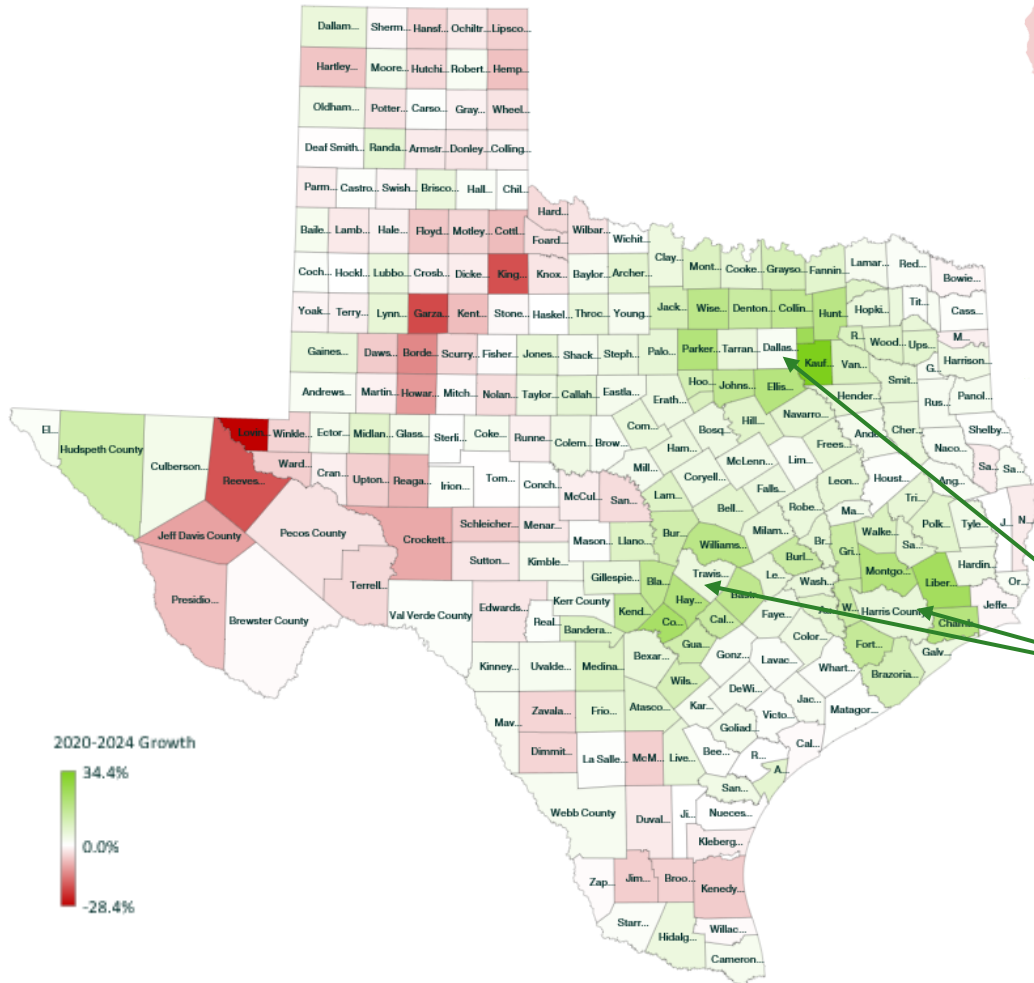 Dallam... Sherm... Hansf... Ochiltr... Lipsco...
Hartley... Moore... Hutchi... Robert... Hemp...
Oldham... Potter... Carso... Gray... Wheel...
Deaf Smith... Randa... Armstr... Donley... Colling...
Parm... Castro... Swish... Brisco... Hall... Chil...
Baile... Lamb... Hale... Floyd... Motley... Cottl... Hard... Foard... Wilbar... Wichit... Clay... Mont... Cooke... Grayso... Fannin... Lamar... Red... Bowie...
Coch... Hockl... Lubbo... Crosb... Dicke... King... Knox... Baylor... Archer...
Yoak... Terry... Lynn... Garza... Kent... Stone... Haskel... Throc... Young... Jack... Wise... Denton... Collin... Hunt... Hopki... Tit... Cass...
Gaines... Daws... Borde... Scurry... Fisher... Jones... Shack... Steph... Palo... Parker... Tarran... Dallas... Kauf... Van... R... Wood... Ups... M... Harrison...
Andrews... Martin... Howar... Mitch... Nolan... Taylor... Callah... Eastla... Erath... Hoo... Johns... Ellis... Hender... Smit... G... Rus... Panol...
El... Hudspeth County Culberson... Lovin... Winkle... Ector... Midlan... Glass... Sterli... Coke... Runne... Colem... Brow... Com... Ham... Bosq... Hill... Navarro... Frees... Ande... Cher... Naco... Shelby...
Reeves... Ward... Cran... Upton... Reaga... Irion... Tom... Conch... McCul... San... Mill... Lam... Coryell... McLenn... Lim... Falls... Leon... Houst... Ang... Sa... Sa...
Jeff Davis County Pecos County Crockett... Schleicher... Menar... Mason... Llano... Bur... Bell... Milam... Robe... Ma... Tri... Polk... Tyle... J... N...
Presidio... Brewster County Terrell... Sutton... Kimble... Gillespie... Bla... Williams... Travis... Burl... Br... Gri... Walke... Sa... Montgo... Liber... Hardin... Or...
Val Verde County Edwards... Real... Kerr County Bandera... Kend... Co... Hay... Cal... Le... Faye... Wash... W... Harris County Jeffe...
Kinney... Uvalde... Medina... Bexar... Gua... Wils... Gonz... Lavac... Color... Fort... Brazoria... Galv...
Mav... Zavala... Frio... Atasco... Kar... DeWi... Victo... Jac... Whart... Matagor...
Dimmit... La Salle... McM... Live... Bee... Goliad... R... Cal... A...
Webb County Duval... Ji... San... Nueces...
Kleberg...
Zap... Jim... Broo... Kenedy...
Starr... Hidalg... Willac...
Cameron...
2020-2024 Growth
34.4%
0.0%
-28.4%